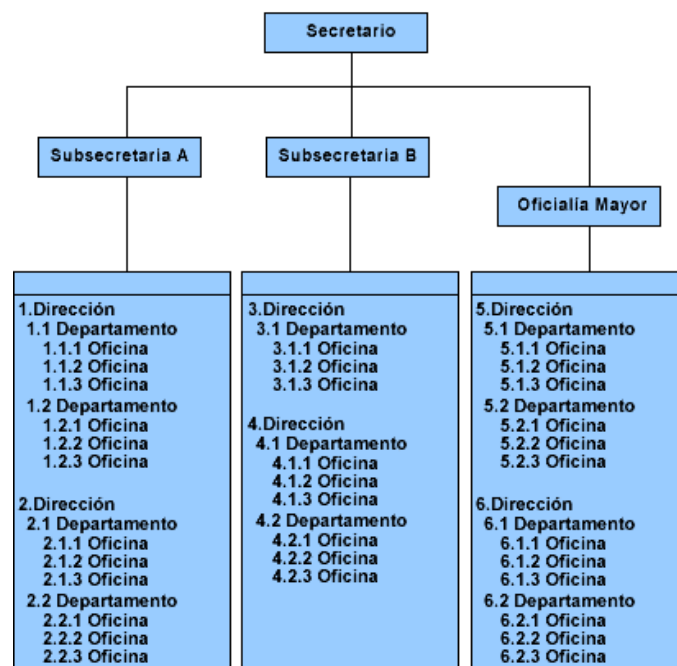 Secretario
Subsecretaria A
Subsecretaria B
Oficialía Mayor
1.Dirección
1.1 Departamento
1.1.1 Oficina
1.1.2 Oficina
1.1.3 Oficina
1.2 Departamento
1.2.1 Oficina
1.2.2 Oficina
1.2.3 Oficina
2.Dirección
2.1 Departamento
2.1.1 Oficina
2.1.2 Oficina
2.1.3 Oficina
2.2 Departamento
2.2.1 Oficina
2.2.2 Oficina
2.2.3 Oficina
3.Dirección
3.1 Departamento
3.1.1 Oficina
3.1.2 Oficina
3.1.3 Oficina
4.Dirección
4.1 Departamento
4.1.1 Oficina
4.1.2 Oficina
4.1.3 Oficina
4.2 Departamento
4.2.1 Oficina
4.2.2 Oficina
4.2.3 Oficina
5.Dirección
5.1 Departamento
5.1.1 Oficina
5.1.2 Oficina
5.1.3 Oficina
5.2 Departamento
5.2.1 Oficina
5.2.2 Oficina
5.2.3 Oficina
6.Dirección
6.1 Departamento
6.1.1 Oficina
6.1.2 Oficina
6.1.3 Oficina
6.2 Departamento
6.2.1 Oficina
6.2.2 Oficina
6.2.3 Oficina